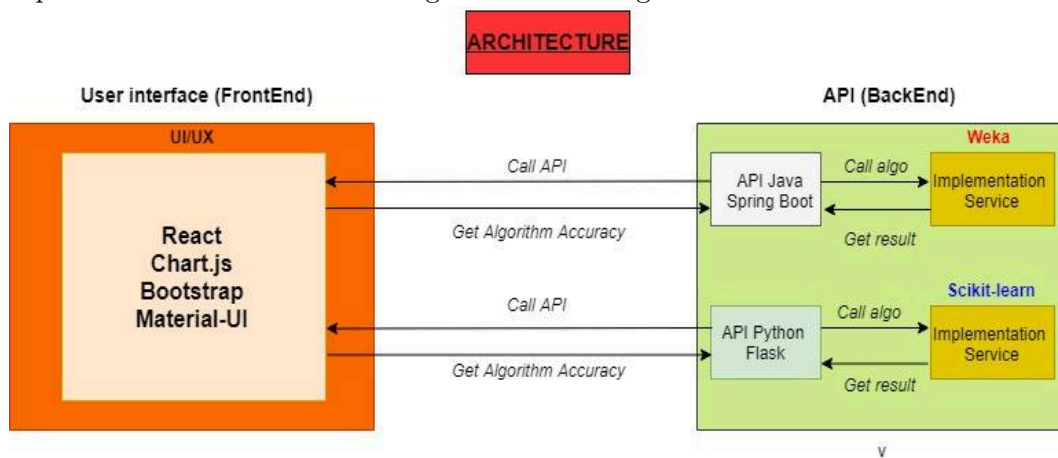 ARCHITECTURE
User interface (FrontEnd)
API (BackEnd)
UI/UX
React
Chart.js
Bootstrap
Material-UI
Call API
Get Algorithm Accuracy
Call API
Get Algorithm Accuracy
Weka
API Java
Spring Boot
Call algo
Implementation
Service
Get result
Scikit-learn
API Python
Flask
Call algo
Implementation
Service
Get result
v